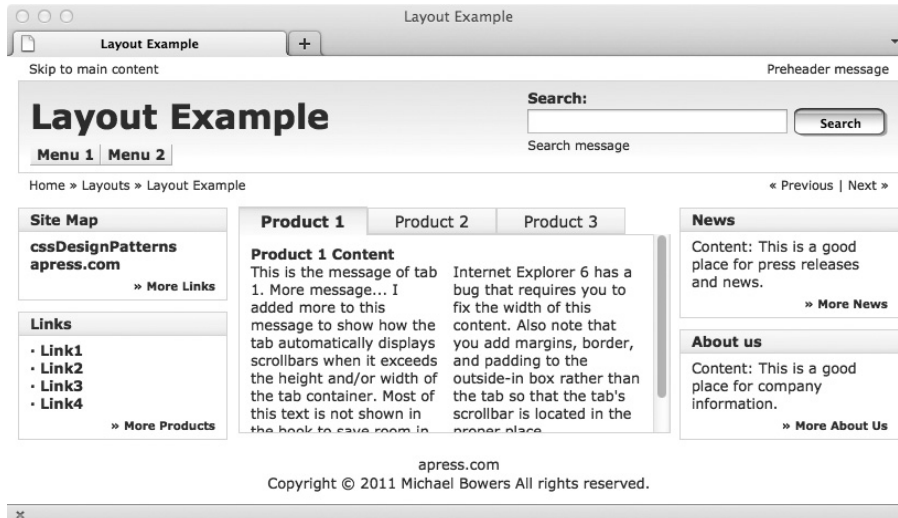 Layout Example
Layout Example
+
Skip to main content
Preheader message
Layout Example
Menu 1 Menu 2
Search:
Search
Search message
Home » Layouts » Layout Example
« Previous | Next »
Site Map
cssDesignPatterns
apress.com
» More Links
Links
· Link1
· Link2
· Link3
· Link4
» More Products
Product 1 Product 2 Product 3
Product 1 Content
This is the message of tab
1. More message... I
added more to this
message to show how the
tab automatically displays
scrollbars when it exceeds
the height and/or width of
the tab container. Most of
this text is not shown in
the book to save room in
Internet Explorer 6 has a
bug that requires you to
fix the width of this
content. Also note that
you add margins, border,
and padding to the
outside-in box rather than
the tab so that the tab's
scrollbar is located in the
proper place.
News
Content: This is a good
place for press releases
and news.
» More News
About us
Content: This is a good
place for company
information.
» More About Us
apress.com
Copyright © 2011 Michael Bowers All rights reserved.